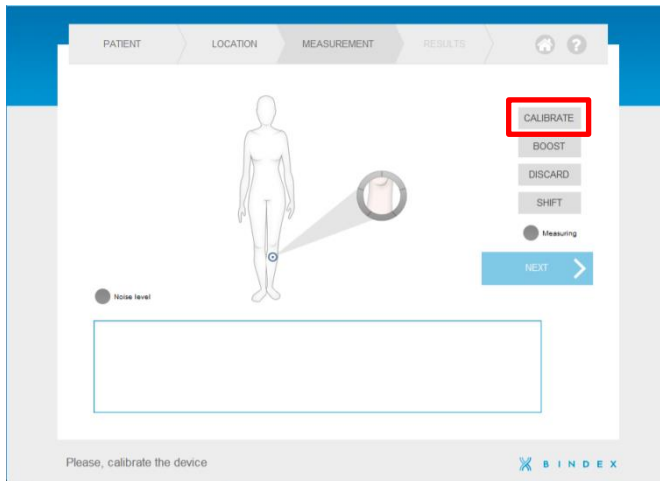 PATIENT LOCATION MEASUREMENT RESULTS ?
CALIBRATE
BOOST
DISCARD
SHIFT
Measuring
NEXT
Noise level
Please, calibrate the device
BINDEX